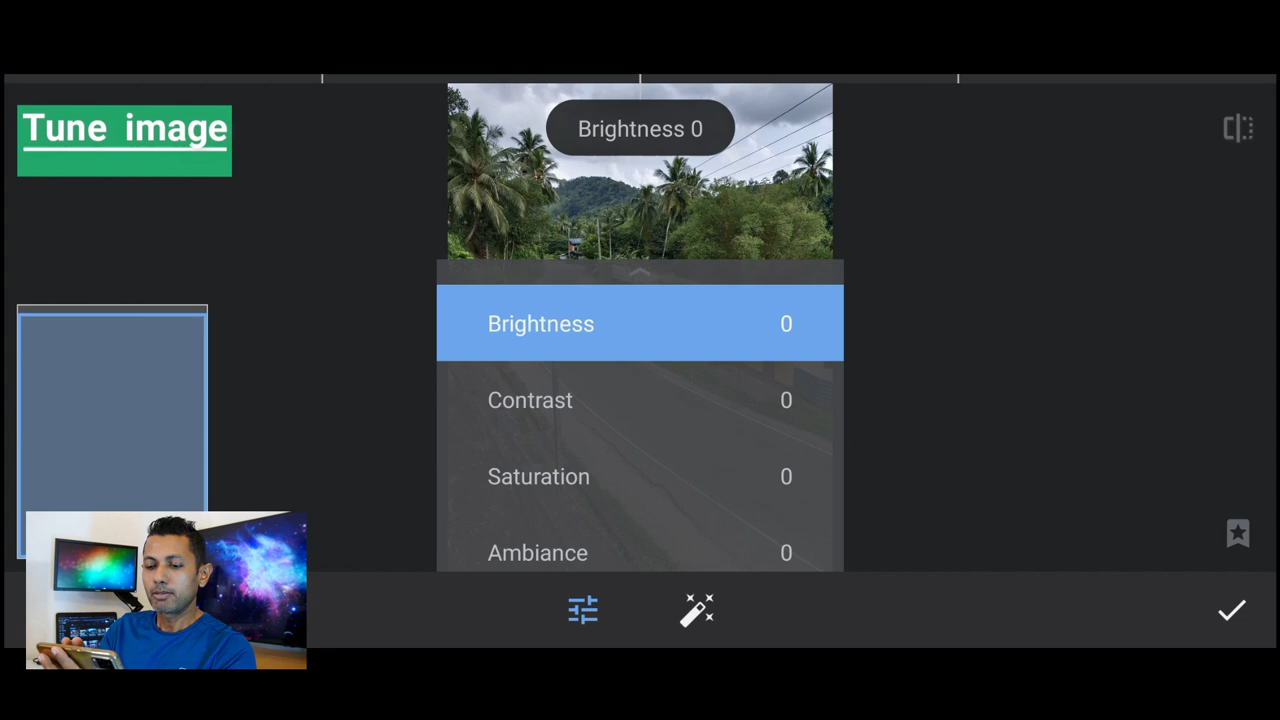 Tune image
Brightness 0
Brightness 0
Contrast 0
Saturation 0
Ambiance 0